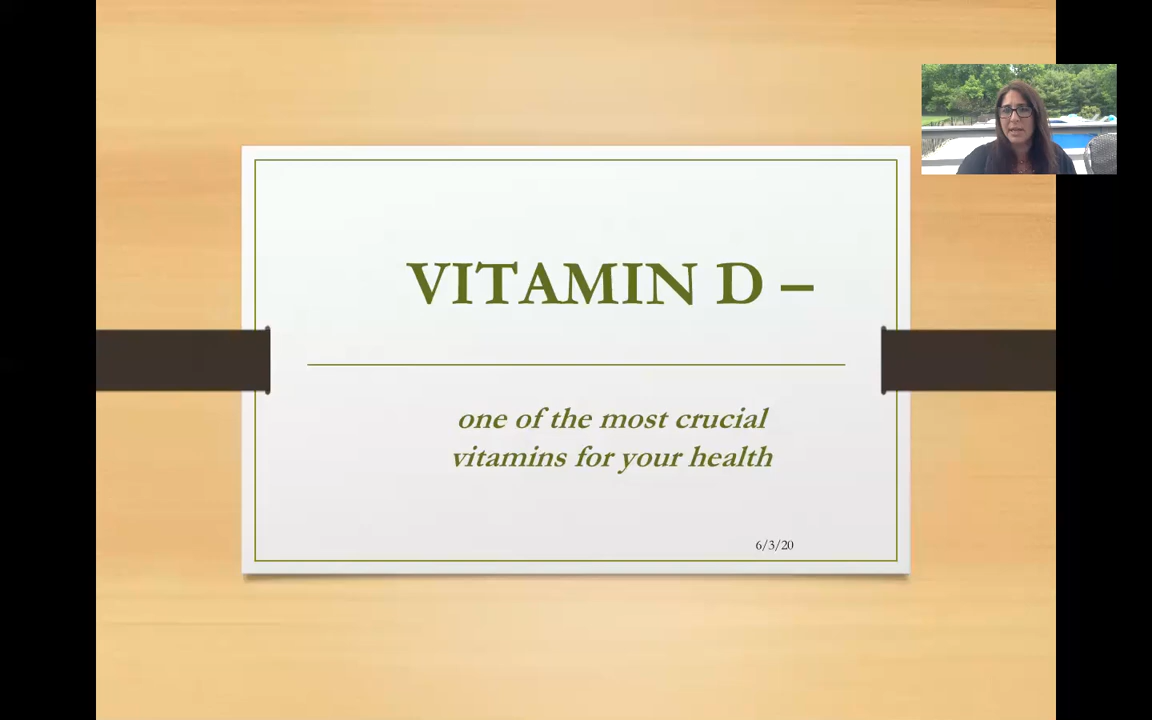 VITAMIN D –
one of the most crucial
vitamins for your health
6/3/20